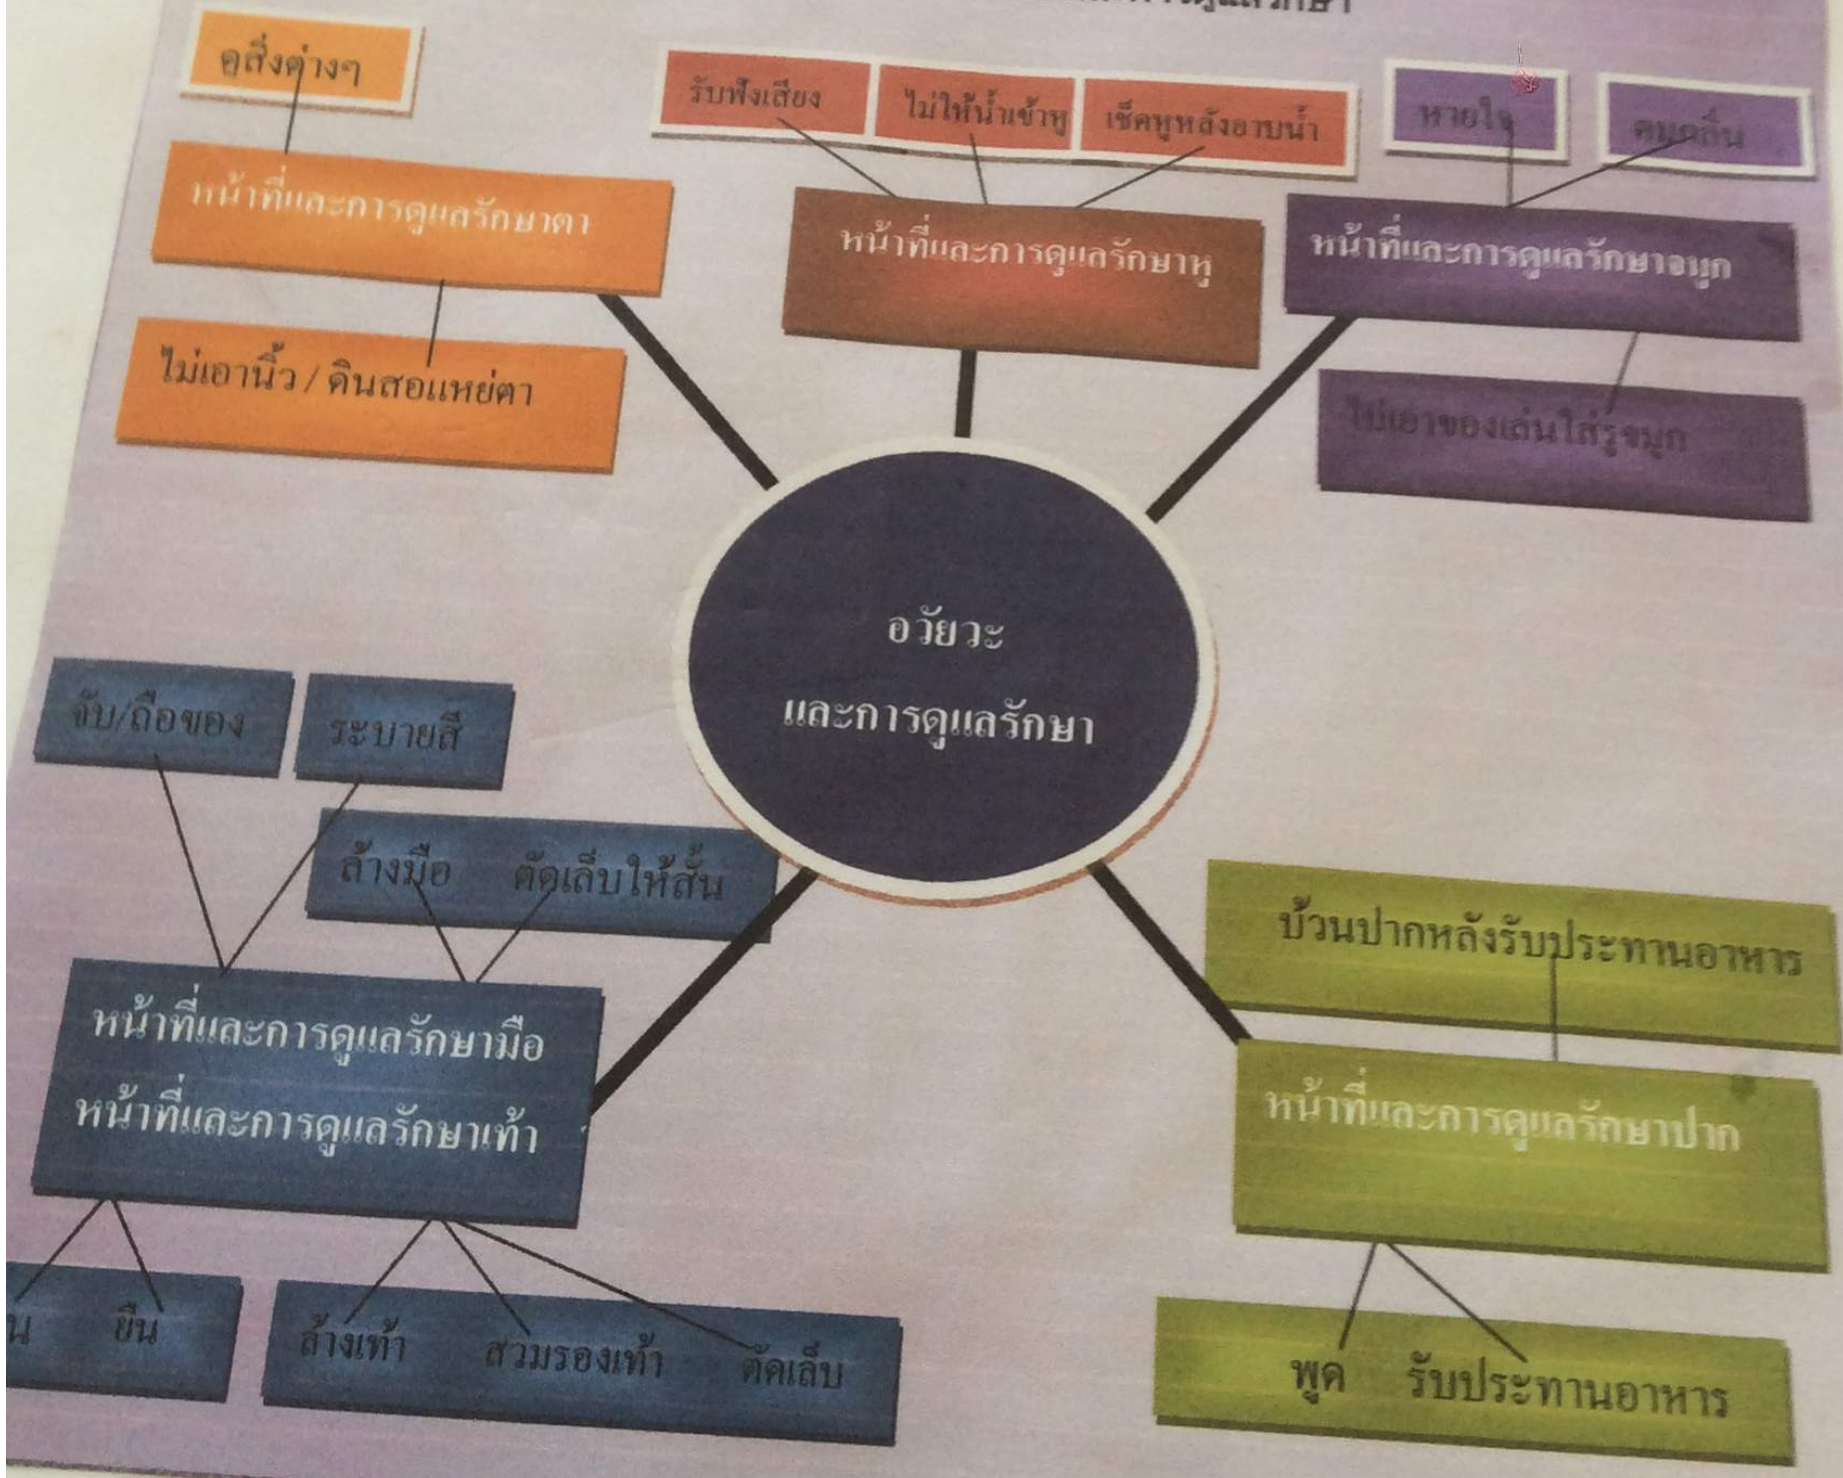 ดูสิ่งต่างๆ
รับฟังเสียง
ไม่ให้น้ำเข้าหู
เช็คหูหลังอาบน้ำ
หายใจ
ดมกลิ่น
หน้าที่และการดูแลรักษาตา
หน้าที่และการดูแลรักษาหู
หน้าที่และการดูแลรักษาจมูก
ไม่เอานิ้ว / ดินสอแหย่ตา
ไม่เอาของเล่นใส่รูจมูก
อวัยวะ
และการดูแลรักษา
จับ/ถือของ
ระบายสี
ล้างมือ ตัดเล็บให้สั้น
บ้วนปากหลังรับประทานอาหาร
หน้าที่และการดูแลรักษามือ
หน้าที่และการดูแลรักษาเท้า
หน้าที่และการดูแลรักษาปาก
ยืน
ล้างเท้า สวมรองเท้า ตัดเล็บ
พูด รับประทานอาหาร